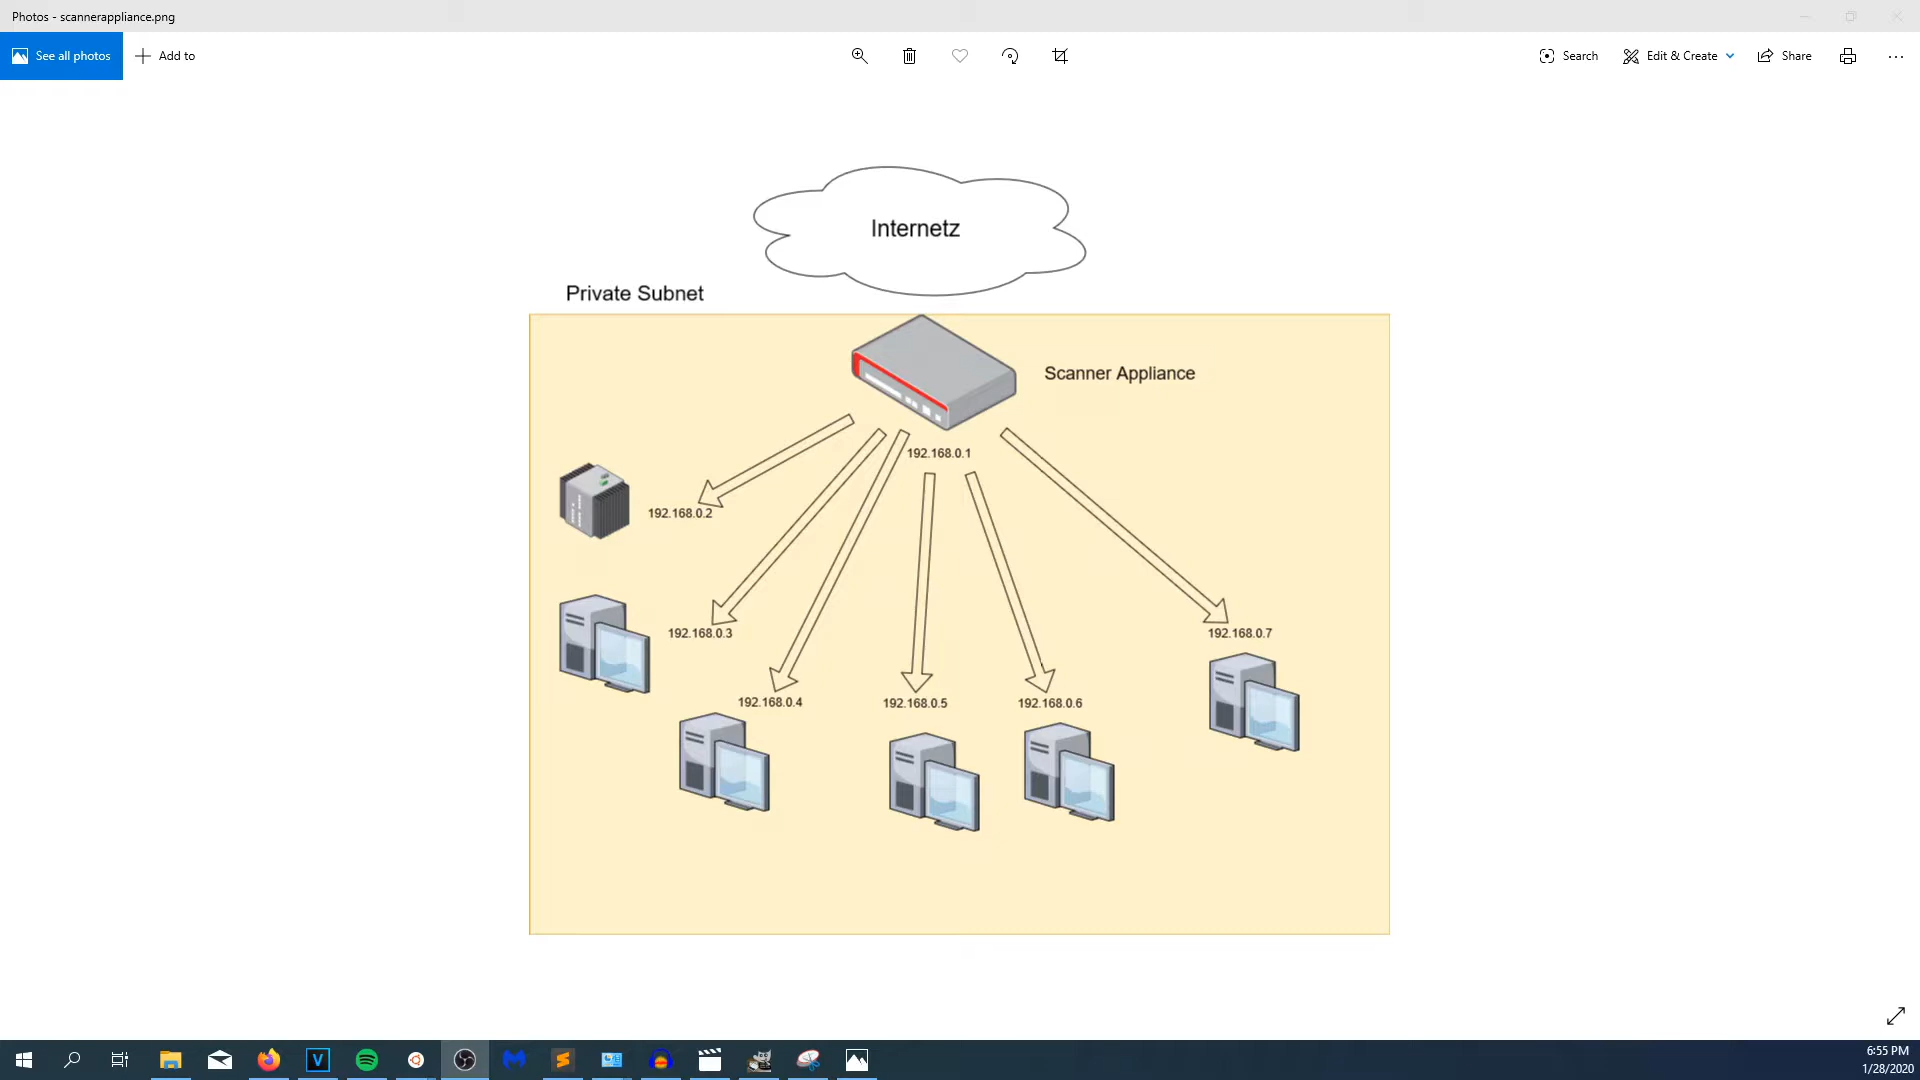 Photos - scannerappliance.png
See all photos
Add to
Search
Edit & Create
Share
Internetz
Private Subnet
Scanner Appliance
192.168.0.1
192.168.0.2
192.168.0.3
192.168.0.7
192.168.0.4
192.168.0.5
192.168.0.6
V
6:55 PM
1/28/2020